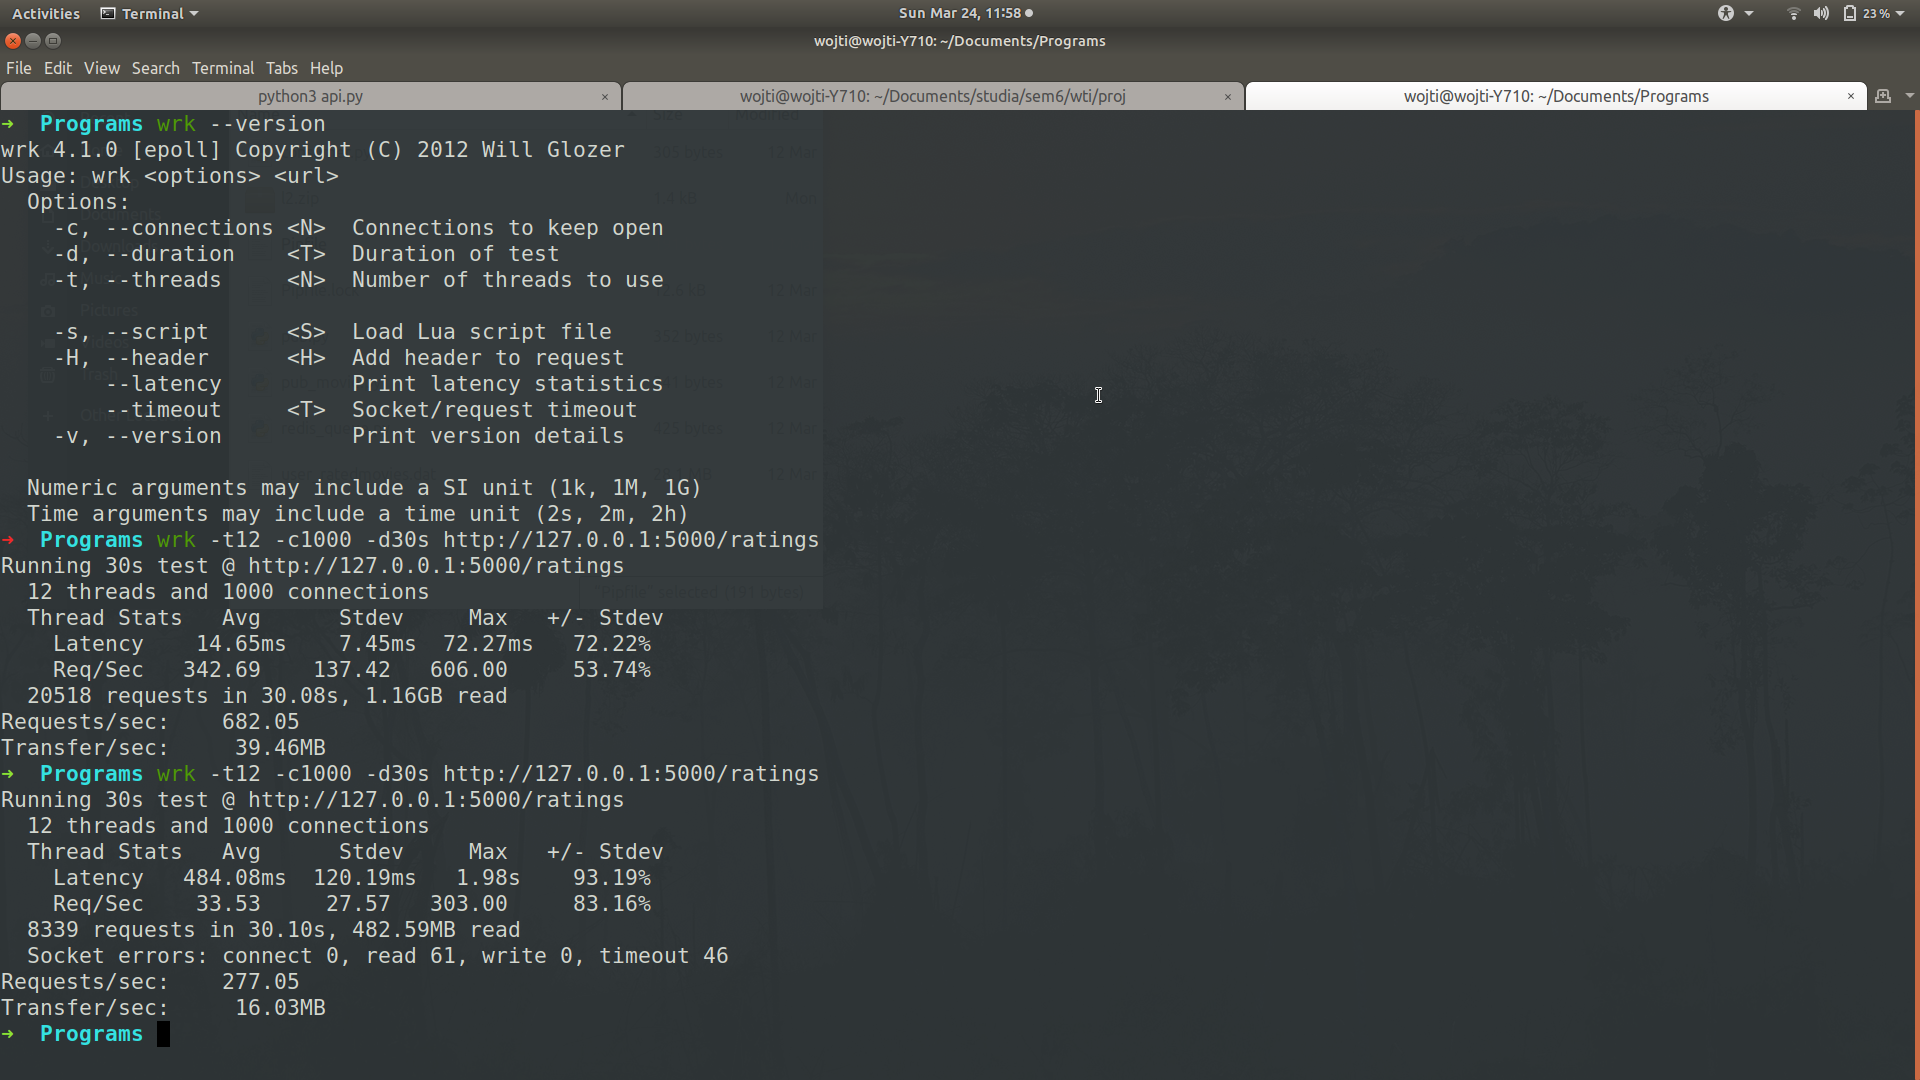 Activities Terminal Sun Mar 24, 11:58 23 %
wojti@wojti-Y710: ~/Documents/Programs
File Edit View Search Terminal Tabs Help
python3 api.py × wojti@wojti-Y710: ~/Documents/studia/sem6/wti/proj × wojti@wojti-Y710: ~/Documents/Programs ×
→ Programs wrk --version
wrk 4.1.0 [epoll] Copyright (C) 2012 Will Glozer
Usage: wrk <options> <url>
Options:
-c, --connections <N> Connections to keep open
-d, --duration <T> Duration of test
-t, --threads <N> Number of threads to use
-s, --script <S> Load Lua script file
-H, --header <H> Add header to request
--latency Print latency statistics
--timeout <T> Socket/request timeout
-v, --version Print version details
Numeric arguments may include a SI unit (1k, 1M, 1G)
Time arguments may include a time unit (2s, 2m, 2h)
→ Programs wrk -t12 -c1000 -d30s http://127.0.0.1:5000/ratings
Running 30s test @ http://127.0.0.1:5000/ratings
12 threads and 1000 connections
Thread Stats Avg Stdev Max +/- Stdev
Latency 14.65ms 7.45ms 72.27ms 72.22%
Req/Sec 342.69 137.42 606.00 53.74%
20518 requests in 30.08s, 1.16GB read
Requests/sec: 682.05
Transfer/sec: 39.46MB
→ Programs wrk -t12 -c1000 -d30s http://127.0.0.1:5000/ratings
Running 30s test @ http://127.0.0.1:5000/ratings
12 threads and 1000 connections
Thread Stats Avg Stdev Max +/- Stdev
Latency 484.08ms 120.19ms 1.98s 93.19%
Req/Sec 33.53 27.57 303.00 83.16%
8339 requests in 30.10s, 482.59MB read
Socket errors: connect 0, read 61, write 0, timeout 46
Requests/sec: 277.05
Transfer/sec: 16.03MB
→ Programs